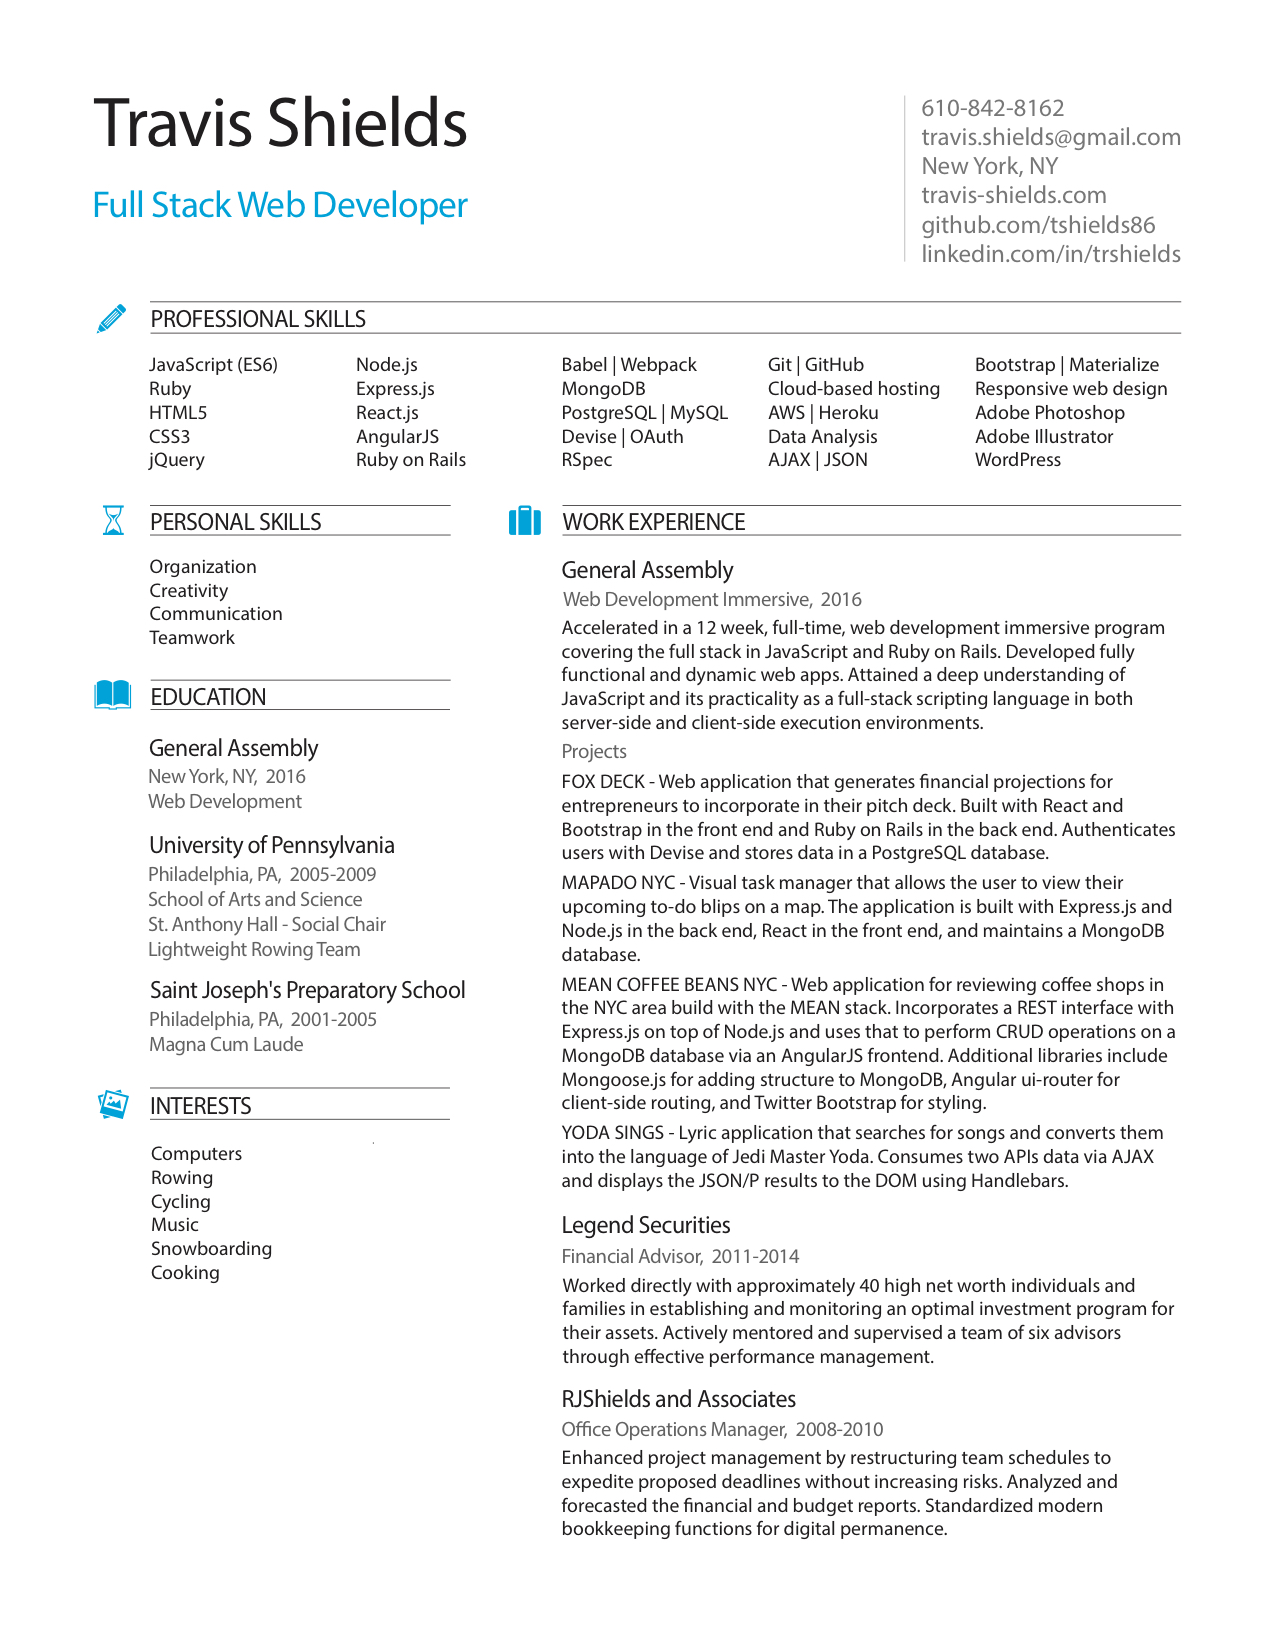 Travis Shields
Full Stack Web Developer
610-842-8162
travis.shields@gmail.com
New York, NY
travis-shields.com
github.com/tshields86
linkedin.com/in/trshields
PROFESSIONAL SKILLS
JavaScript (ES6)
Ruby
HTML5
CSS3
jQuery
Node.js
Express.js
React.js
AngularJS
Ruby on Rails
Babel | Webpack
MongoDB
PostgreSQL | MySQL
Devise | OAuth
RSpec
Git | GitHub
Cloud-based hosting
AWS | Heroku
Data Analysis
AJAX | JSON
Bootstrap | Materialize
Responsive web design
Adobe Photoshop
Adobe Illustrator
WordPress
PERSONAL SKILLS
Organization
Creativity
Communication
Teamwork
EDUCATION
General Assembly
New York, NY, 2016
Web Development
University of Pennsylvania
Philadelphia, PA, 2005-2009
School of Arts and Science
St. Anthony Hall - Social Chair
Lightweight Rowing Team
Saint Joseph's Preparatory School
Philadelphia, PA, 2001-2005
Magna Cum Laude
INTERESTS
Computers
Rowing
Cycling
Music
Snowboarding
Cooking
WORK EXPERIENCE
General Assembly
Web Development Immersive, 2016
Accelerated in a 12 week, full-time, web development immersive program
covering the full stack in JavaScript and Ruby on Rails. Developed fully
functional and dynamic web apps. Attained a deep understanding of
JavaScript and its practicality as a full-stack scripting language in both
server-side and client-side execution environments.
Projects
FOX DECK - Web application that generates financial projections for
entrepreneurs to incorporate in their pitch deck. Built with React and
Bootstrap in the front end and Ruby on Rails in the back end. Authenticates
users with Devise and stores data in a PostgreSQL database.
MAPADO NYC - Visual task manager that allows the user to view their
upcoming to-do blips on a map. The application is built with Express.js and
Node.js in the back end, React in the front end, and maintains a MongoDB
database.
MEAN COFFEE BEANS NYC - Web application for reviewing coffee shops in
the NYC area build with the MEAN stack. Incorporates a REST interface with
Express.js on top of Node.js and uses that to perform CRUD operations on a
MongoDB database via an AngularJS frontend. Additional libraries include
Mongoose.js for adding structure to MongoDB, Angular ui-router for
client-side routing, and Twitter Bootstrap for styling.
YODA SINGS - Lyric application that searches for songs and converts them
into the language of Jedi Master Yoda. Consumes two APIs data via AJAX
and displays the JSON/P results to the DOM using Handlebars.
Legend Securities
Financial Advisor, 2011-2014
Worked directly with approximately 40 high net worth individuals and
families in establishing and monitoring an optimal investment program for
their assets. Actively mentored and supervised a team of six advisors
through effective performance management.
RJShields and Associates
Office Operations Manager, 2008-2010
Enhanced project management by restructuring team schedules to
expedite proposed deadlines without increasing risks. Analyzed and
forecasted the financial and budget reports. Standardized modern
bookkeeping functions for digital permanence.